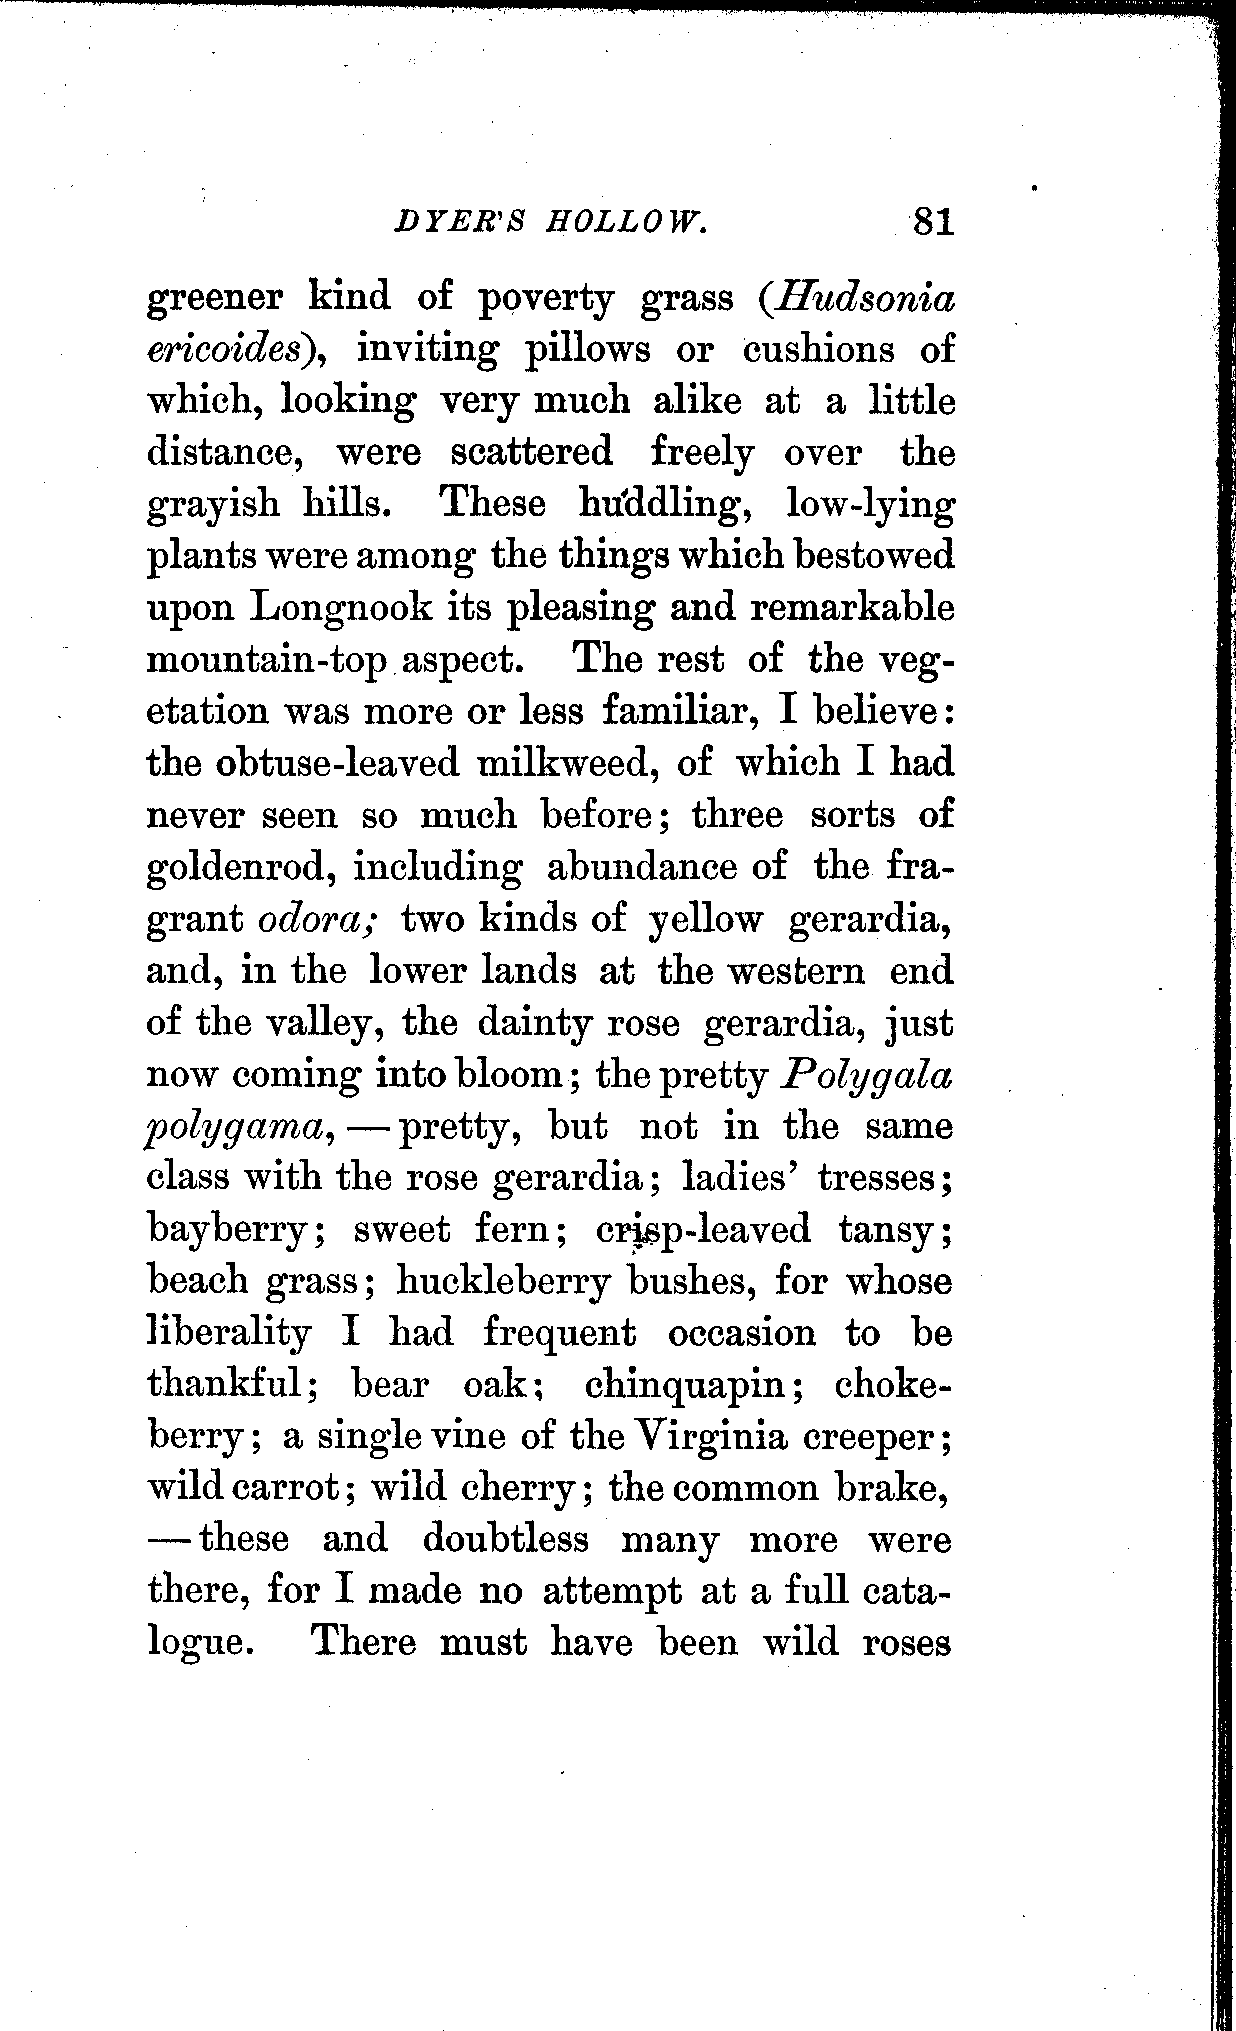 DYER'S HOLLOW. 81
greener kind of poverty grass (Hudsonia
ericoides), inviting pillows or cushions of
which, looking very much alike at a little
distance, were scattered freely over the
grayish hills. These huddling, low-lying
plants were among the things which bestowed
upon Longnook its pleasing and remarkable
mountain-top aspect. The rest of the veg-
etation was more or less familiar, I believe:
the obtuse-leaved milkweed, of which I had
never seen so much before; three sorts of
goldenrod, including abundance of the fra-
grant odora; two kinds of yellow gerardia,
and, in the lower lands at the western end
of the valley, the dainty rose gerardia, just
now coming into bloom; the pretty Polygala
polygama, — pretty, but not in the same
class with the rose gerardia; ladies' tresses;
bayberry; sweet fern; crisp-leaved tansy;
beach grass; huckleberry bushes, for whose
liberality I had frequent occasion to be
thankful; bear oak; chinquapin; choke-
berry; a single vine of the Virginia creeper;
wild carrot; wild cherry; the common brake,
— these and doubtless many more were
there, for I made no attempt at a full cata-
logue. There must have been wild roses